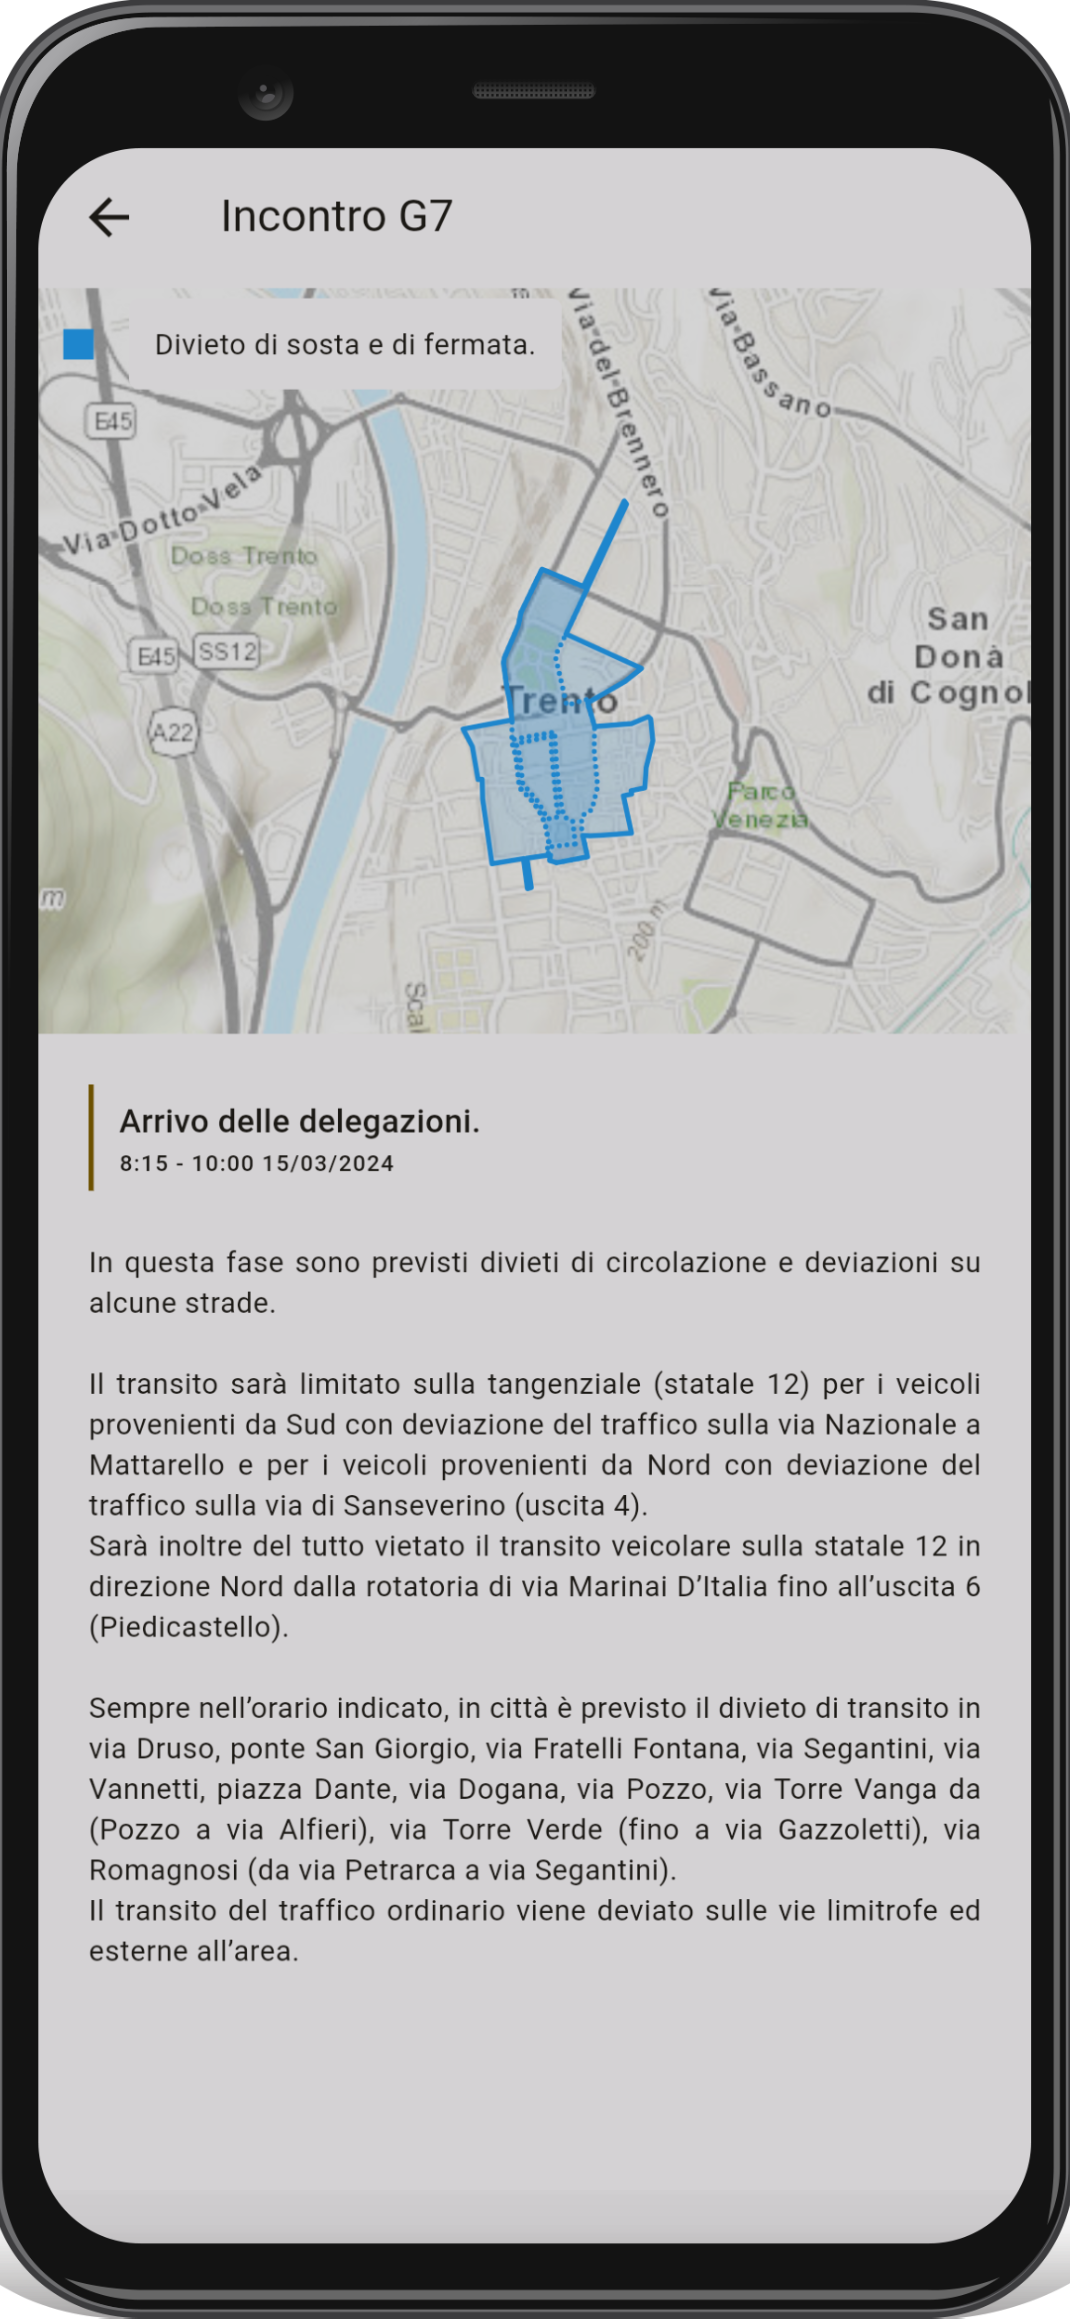 Incontro G7
Divieto di sosta e di fermata.
Via del Brennero
Via Bassano
E45
Via Dotto Vela
Doss Trento
Doss Trento
San
Donà
di Cognol
E45
SS12
Trento
A22
Parco
Venezia
m
200 m
Scal
Arrivo delle delegazioni.
8:15 - 10:00 15/03/2024
In questa fase sono previsti divieti di circolazione e deviazioni su
alcune strade.
Il transito sarà limitato sulla tangenziale (statale 12) per i veicoli
provenienti da Sud con deviazione del traffico sulla via Nazionale a
Mattarello e per i veicoli provenienti da Nord con deviazione del
traffico sulla via di Sanseverino (uscita 4).
Sarà inoltre del tutto vietato il transito veicolare sulla statale 12 in
direzione Nord dalla rotatoria di via Marinai D’Italia fino all’uscita 6
(Piedicastello).
Sempre nell’orario indicato, in città è previsto il divieto di transito in
via Druso, ponte San Giorgio, via Fratelli Fontana, via Segantini, via
Vannetti, piazza Dante, via Dogana, via Pozzo, via Torre Vanga da
(Pozzo a via Alfieri), via Torre Verde (fino a via Gazzoletti), via
Romagnosi (da via Petrarca a via Segantini).
Il transito del traffico ordinario viene deviato sulle vie limitrofe ed
esterne all’area.